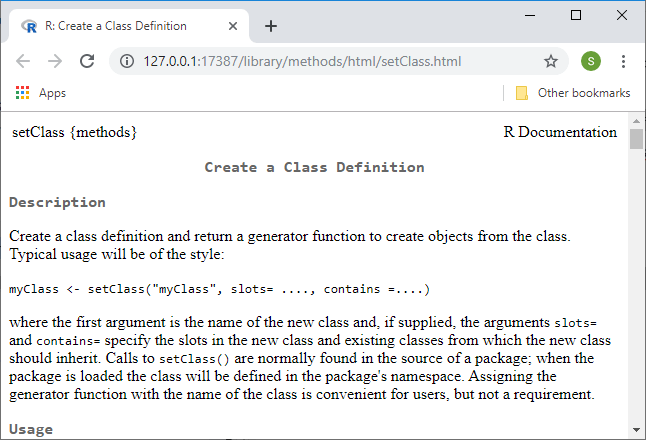 R: Create a Class Definition
127.0.0.1:17387/library/methods/html/setClass.html
S
Apps
Other bookmarks
setClass {methods}
R Documentation
Create a Class Definition
Description
Create a class definition and return a generator function to create objects from the class.
Typical usage will be of the style:
myClass <- setClass("myClass", slots= ...., contains =....)
where the first argument is the name of the new class and, if supplied, the arguments slots=
and contains= specify the slots in the new class and existing classes from which the new class
should inherit. Calls to setClass() are normally found in the source of a package; when the
package is loaded the class will be defined in the package's namespace. Assigning the
generator function with the name of the class is convenient for users, but not a requirement.
Usage